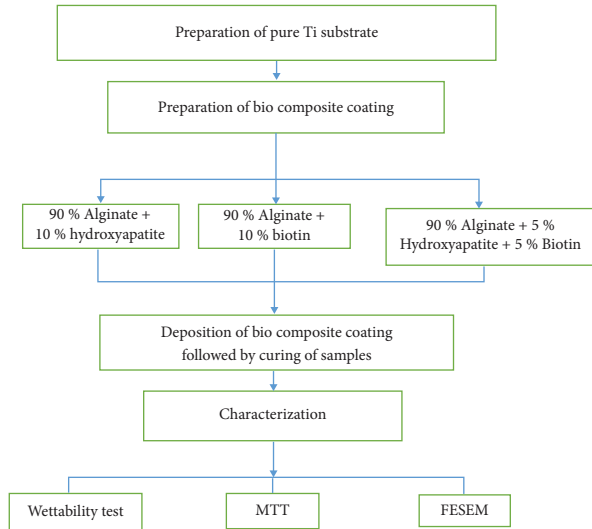 Preparation of pure Ti substrate
Preparation of bio composite coating
90 % Alginate +
10 % hydroxyapatite
90 % Alginate +
10 % biotin
90 % Alginate + 5 %
Hydroxyapatite + 5 % Biotin
Deposition of bio composite coating
followed by curing of samples
Characterization
Wettability test
MTT
FESEM